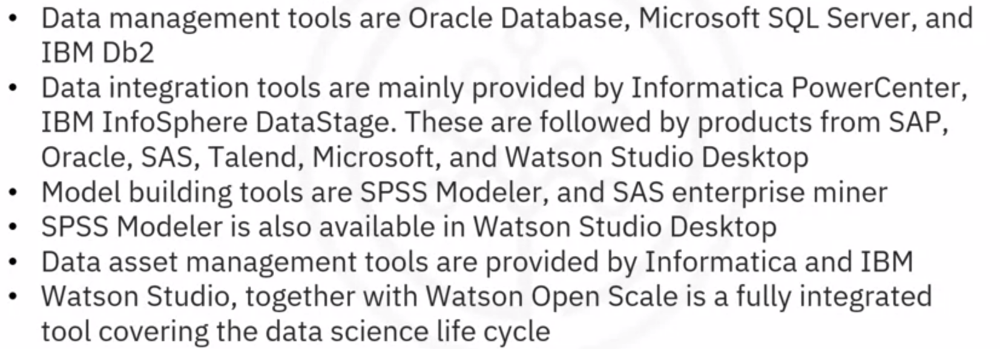 • Data management tools are Oracle Database, Microsoft SQL Server, and
IBM Db2
• Data integration tools are mainly provided by Informatica PowerCenter,
IBM InfoSphere DataStage. These are followed by products from SAP,
Oracle, SAS, Talend, Microsoft, and Watson Studio Desktop
• Model building tools are SPSS Modeler, and SAS enterprise miner
• SPSS Modeler is also available in Watson Studio Desktop
• Data asset management tools are provided by Informatica and IBM
• Watson Studio, together with Watson Open Scale is a fully integrated
tool covering the data science life cycle